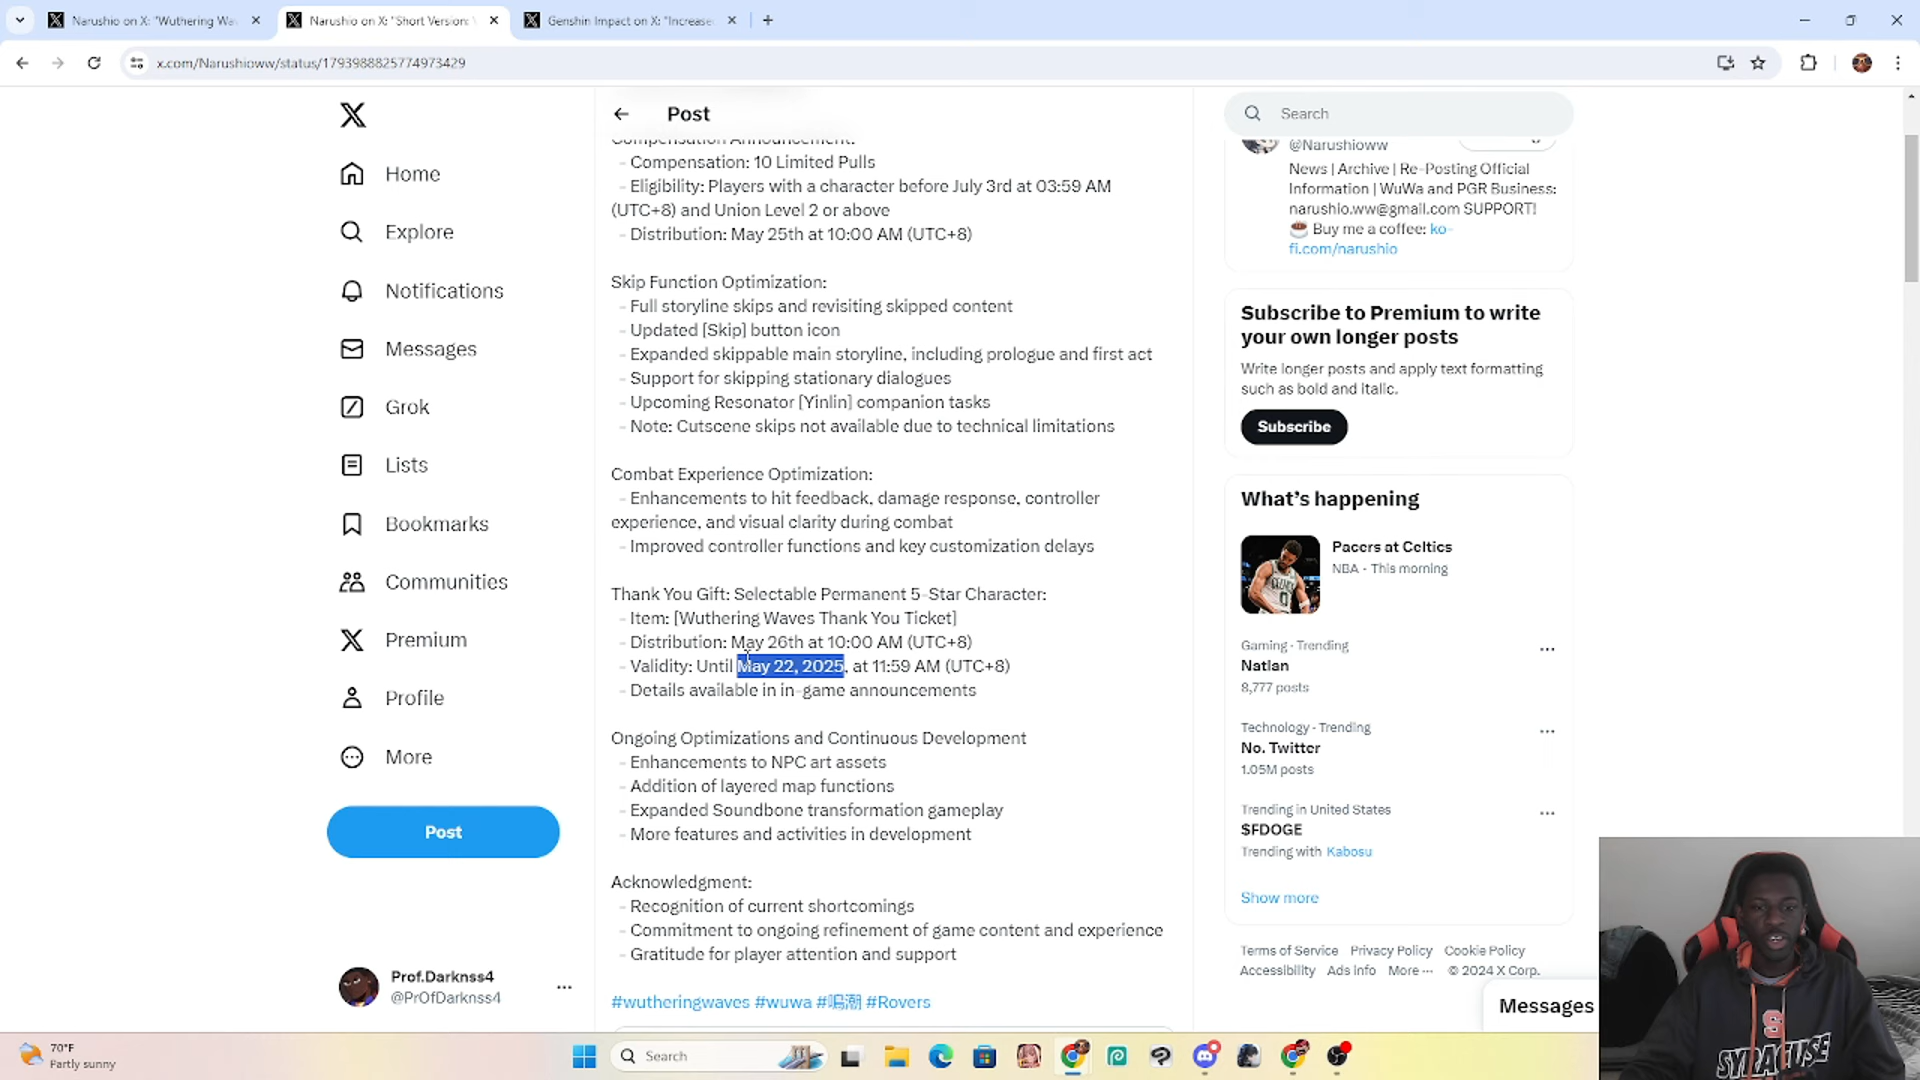 Narushio on X: "Wuthering Wa
Narushio on X: "Short Version:
Genshin Impact on X: "Increase
x.com/Narushioww/status/1793988825774973429
Home
Explore
Notifications
Messages
Grok
Lists
Bookmarks
Communities
Premium
Profile
More
Post
Prof.Darknss4
@PrOfDarknss4
Post
Compensation Announcement:
- Compensation: 10 Limited Pulls
- Eligibility: Players with a character before July 3rd at 03:59 AM
(UTC+8) and Union Level 2 or above
- Distribution: May 25th at 10:00 AM (UTC+8)
Skip Function Optimization:
- Full storyline skips and revisiting skipped content
- Updated [Skip] button icon
- Expanded skippable main storyline, including prologue and first act
- Support for skipping stationary dialogues
- Upcoming Resonator [Yinlin] companion tasks
- Note: Cutscene skips not available due to technical limitations
Combat Experience Optimization:
- Enhancements to hit feedback, damage response, controller
experience, and visual clarity during combat
- Improved controller functions and key customization delays
Thank You Gift: Selectable Permanent 5-Star Character:
- Item: [Wuthering Waves Thank You Ticket]
- Distribution: May 26th at 10:00 AM (UTC+8)
- Validity: Until May 22, 2025, at 11:59 AM (UTC+8)
- Details available in in-game announcements
Ongoing Optimizations and Continuous Development
- Enhancements to NPC art assets
- Addition of layered map functions
- Expanded Soundbone transformation gameplay
- More features and activities in development
Acknowledgment:
- Recognition of current shortcomings
- Commitment to ongoing refinement of game content and experience
- Gratitude for player attention and support
#wutheringwaves #wuwa #鳴潮 #Rovers
Search
@Narushioww
News | Archive | Re-Posting Official
Information | WuWa and PGR Business:
narushio.ww@gmail.com SUPPORT!
Buy me a coffee: ko-
fi.com/narushio
Subscribe to Premium to write
your own longer posts
Write longer posts and apply text formatting
such as bold and italic.
Subscribe
What's happening
Pacers at Celtics
NBA · This morning
Gaming · Trending
Natlan
8,777 posts
Technology · Trending
No. Twitter
1.05M posts
Trending in United States
$FDOGE
Trending with Kabosu
Show more
Terms of Service Privacy Policy Cookie Policy
Accessibility Ads info More ··· © 2024 X Corp.
Messages
SYRACUSE
70°F
Partly sunny
Search